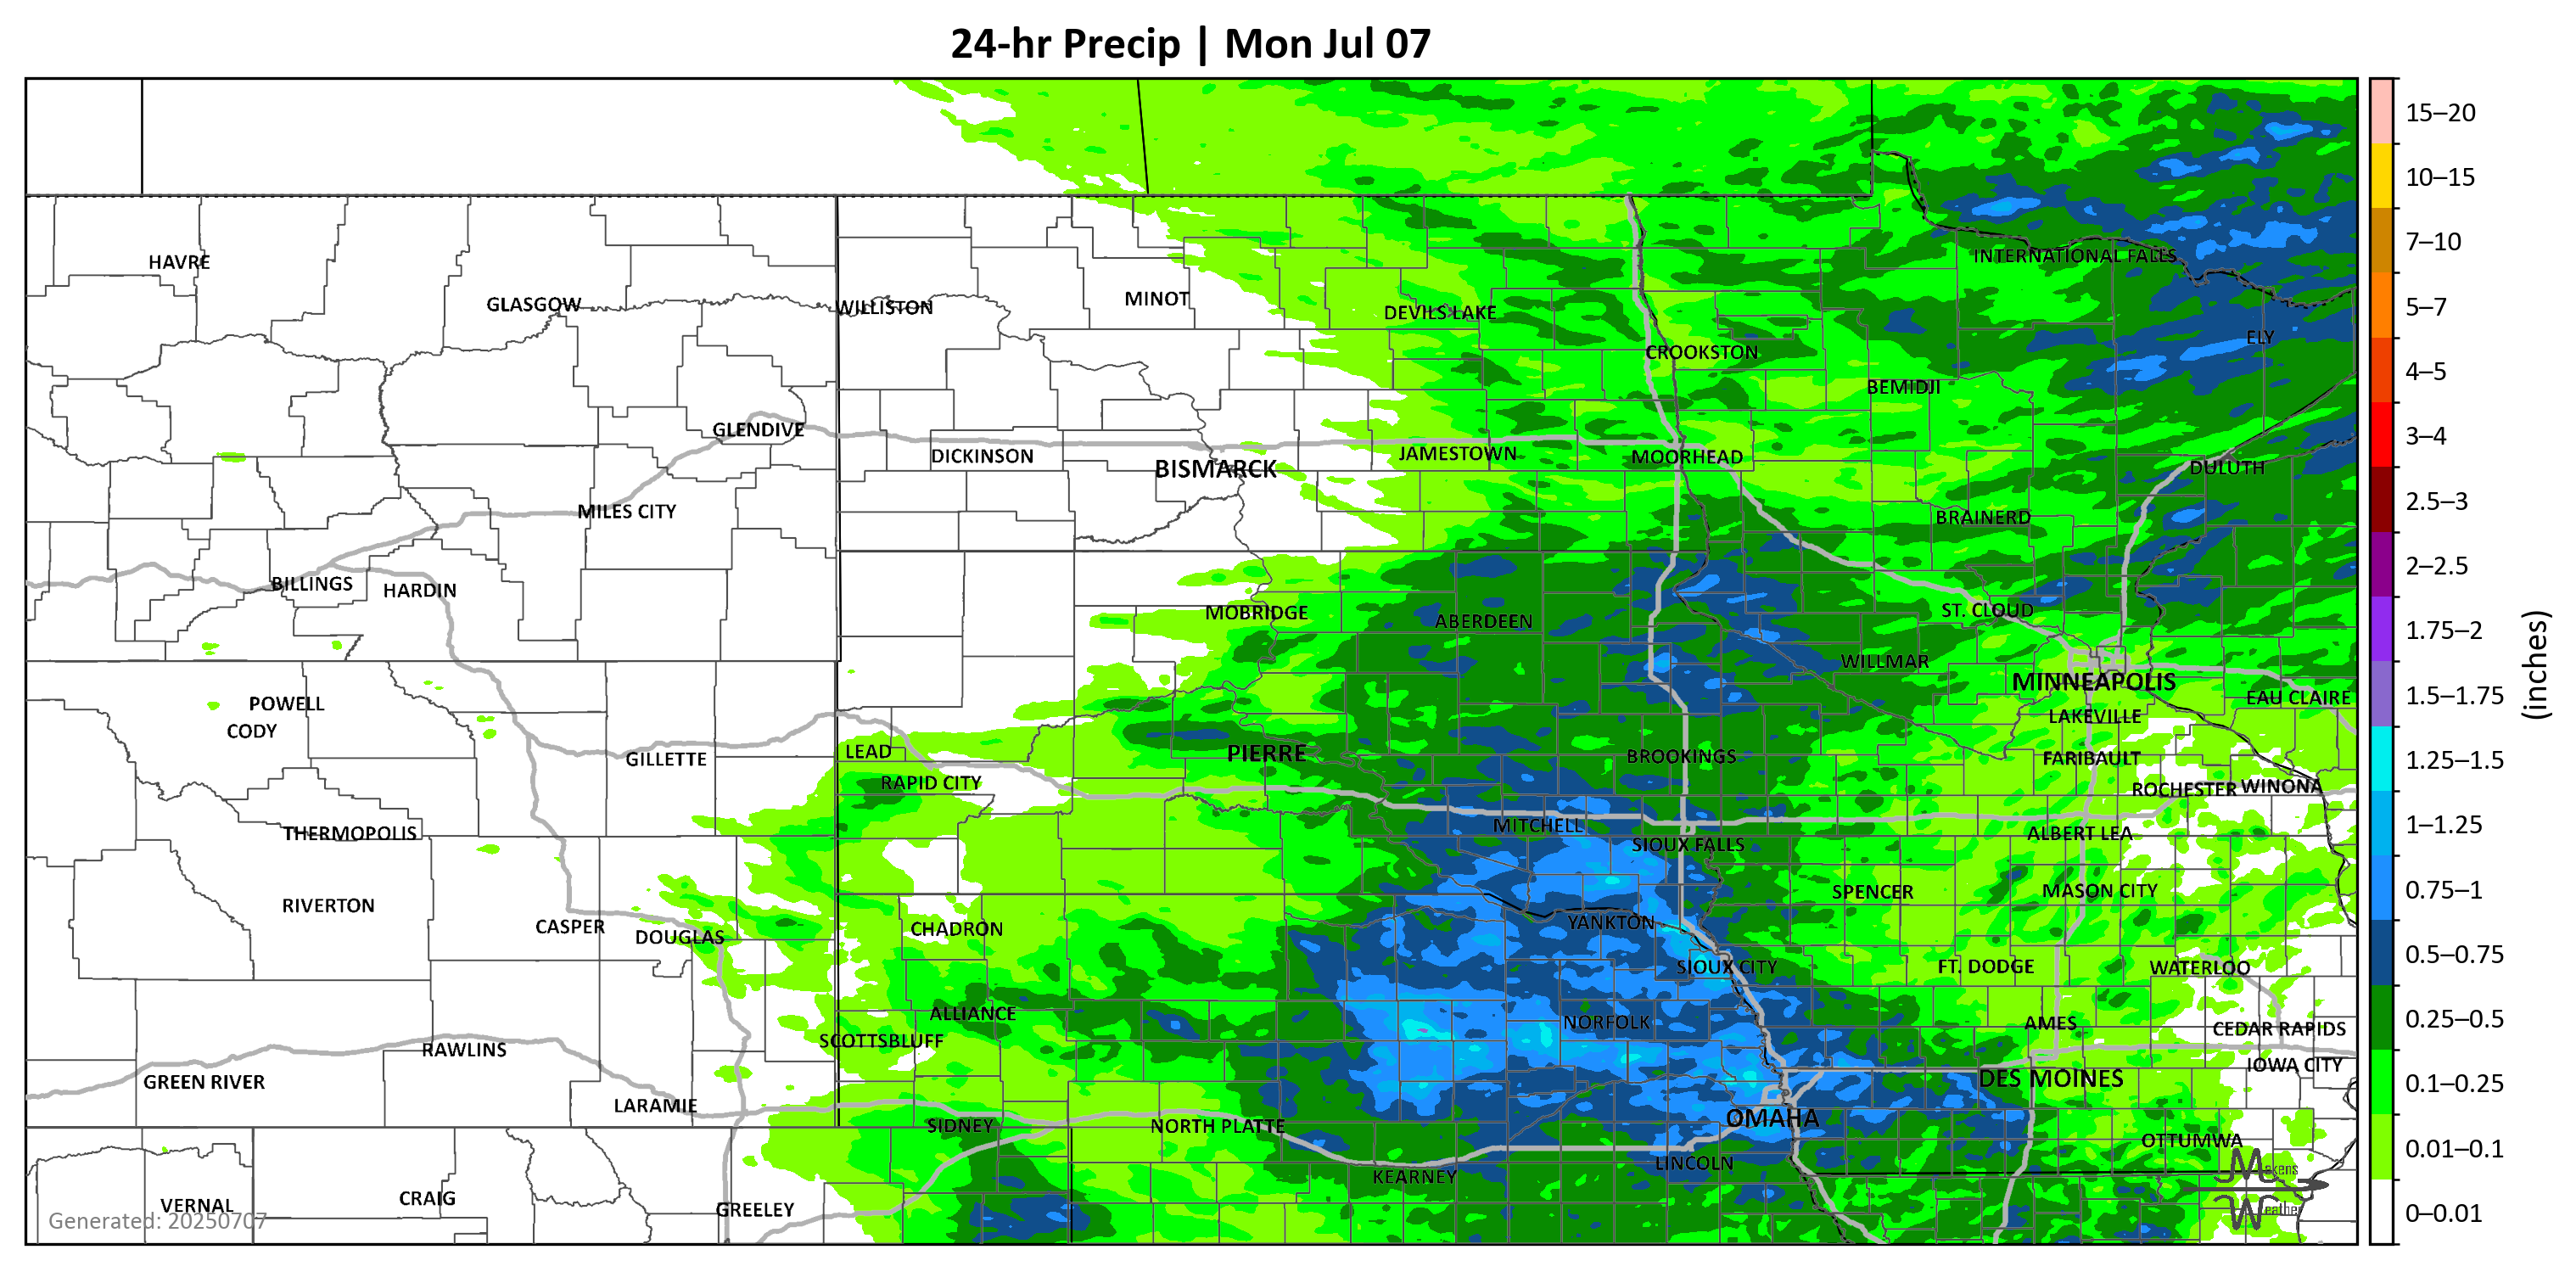 24-hr Precip | Mon Jul 07
15–20
10–15
7–10
5–7
4–5
3–4
2.5–3
2–2.5
1.75–2
1.5–1.75
1.25–1.5
1–1.25
0.75–1
0.5–0.75
0.25–0.5
0.1–0.25
0.01–0.1
0–0.01
(inches)
HAVRE
INTERNATIONAL FALLS
GLASGOW
WILLISTON
MINOT
DEVILS LAKE
ELY
CROOKSTON
BEMIDJI
GLENDIVE
DICKINSON
BISMARCK
JAMESTOWN
MOORHEAD
DULUTH
MILES CITY
BRAINERD
BILLINGS
HARDIN
MOBRIDGE
ABERDEEN
ST. CLOUD
WILLMAR
MINNEAPOLIS
EAU CLAIRE
POWELL
CODY
LAKEVILLE
GILLETTE
LEAD
PIERRE
BROOKINGS
FARIBAULT
RAPID CITY
ROCHESTER
WINONA
THERMOPOLIS
MITCHELL
SIOUX FALLS
ALBERT LEA
RIVERTON
SPENCER
MASON CITY
CASPER
DOUGLAS
CHADRON
YANKTON
SIOUX CITY
FT. DODGE
WATERLOO
ALLIANCE
SCOTTSBLUFF
NORFOLK
AMES
CEDAR RAPIDS
RAWLINS
GREEN RIVER
DES MOINES
IOWA CITY
LARAMIE
SIDNEY
NORTH PLATTE
OMAHA
OTTUMWA
KEARNEY
LINCOLN
VERNAL
CRAIG
GREELEY
Generated: 20250707
Makens
Weather